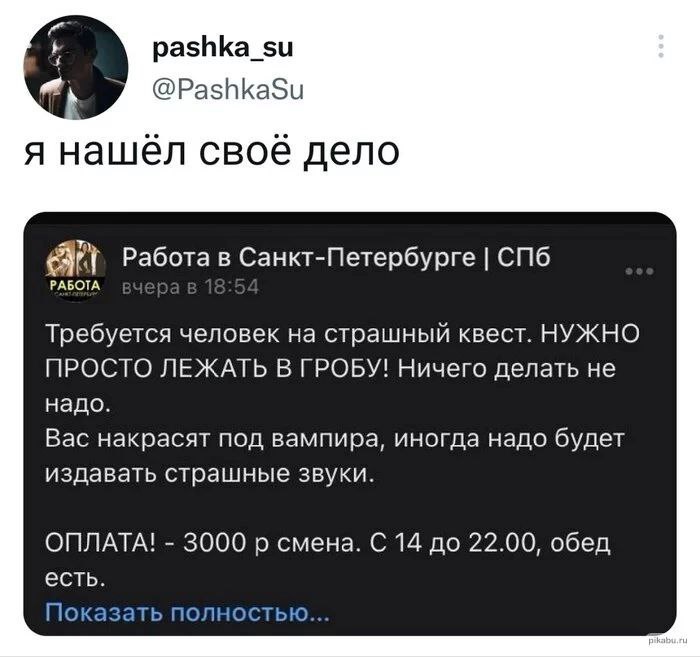 pashka_su
@PashkaSu
я нашёл своё дело
Работа в Санкт-Петербурге | СПб
вчера в 18:54
РАБОТА
САНКТ-ПЕТЕРБУРГ
Требуется человек на страшный квест. НУЖНО
ПРОСТО ЛЕЖАТЬ В ГРОБУ! Ничего делать не
надо.
Вас накрасят под вампира, иногда надо будет
издавать страшные звуки.
ОПЛАТА! - 3000 р смена. С 14 до 22.00, обед
есть.
Показать полностью...
pikabu.ru